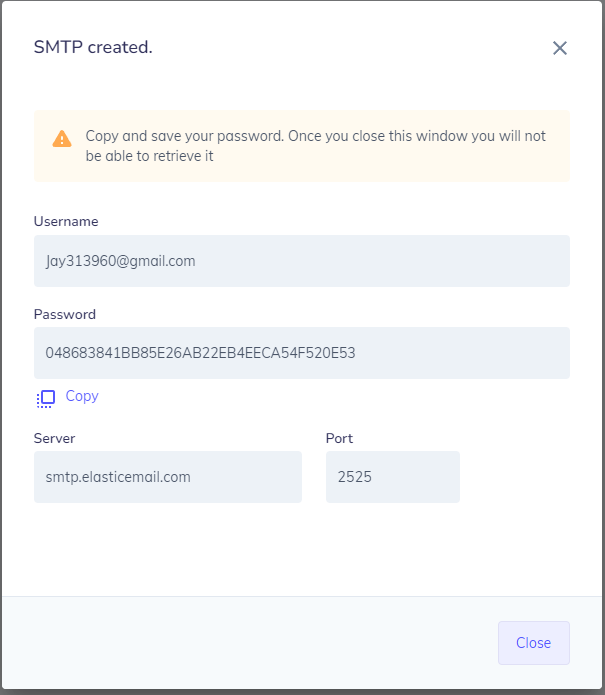 SMTP created.
Copy and save your password. Once you close this window you will not
be able to retrieve it
Username
Jay313960@gmail.com
Password
048683841BB85E26AB22EB4EECA54F520E53
Copy
Server
Port
smtp.elasticemail.com
2525
Close